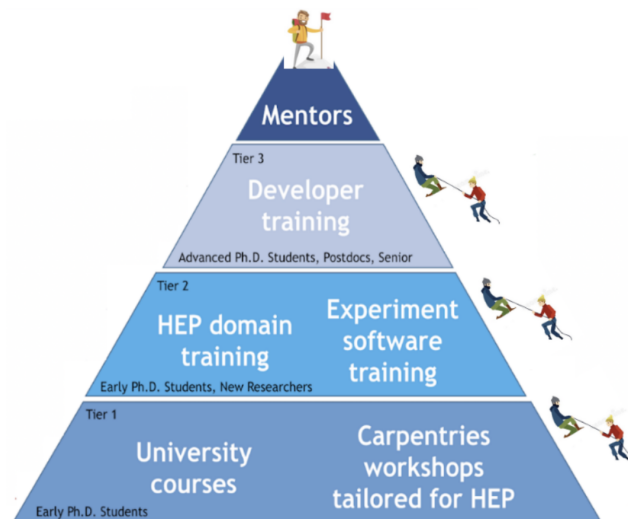 Mentors
Tier 3
Developer
training
Advanced Ph.D. Students, Postdocs, Senior
Tier 2
HEP domain
training
Experiment
software
training
Early Ph.D. Students, New Researchers
Tier 1
University
courses
Carpentries
workshops
tailored for HEP
Early Ph.D. Students